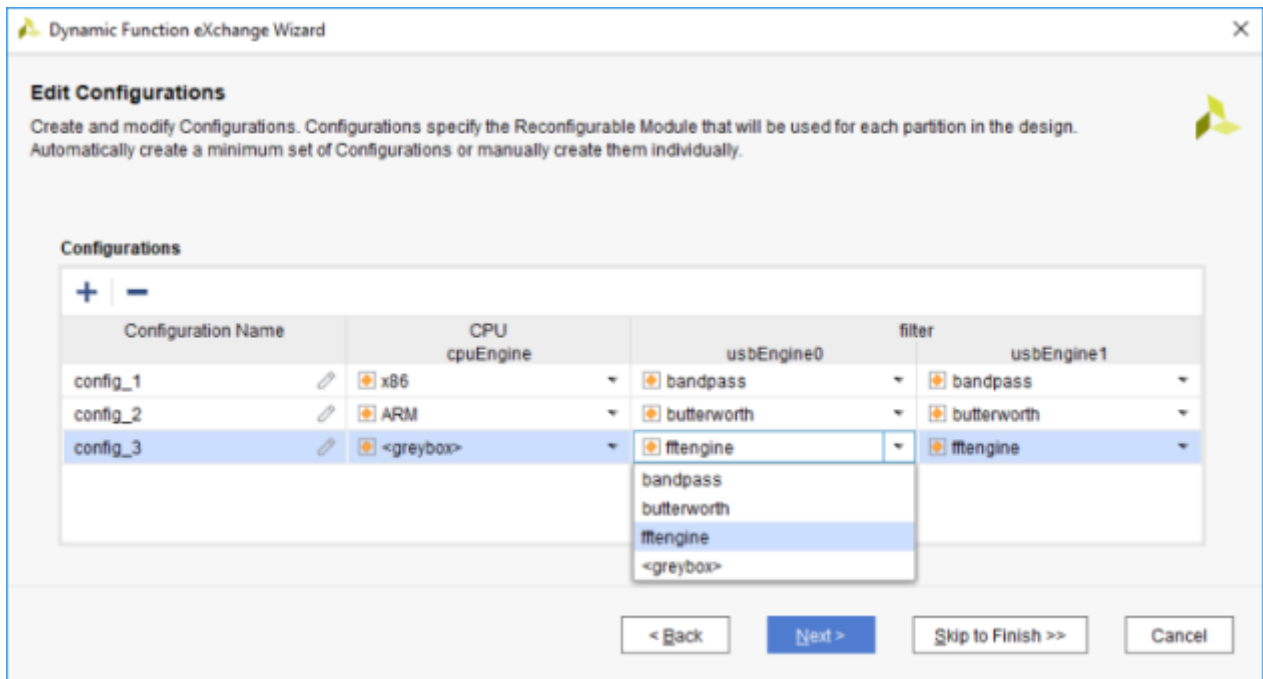 Dynamic Function eXchange Wizard
Edit Configurations
Create and modify Configurations. Configurations specify the Reconfigurable Module that will be used for each partition in the design.
Automatically create a minimum set of Configurations or manually create them individually.
Configurations
Configuration Name CPU filter
cpuEngine usbEngine0 usbEngine1
config_1 x86 bandpass bandpass
config_2 ARM butterworth butterworth
config_3 <greybox> fftengine fftengine
bandpass
butterworth
fftengine
<greybox>
< Back Next > Skip to Finish >> Cancel